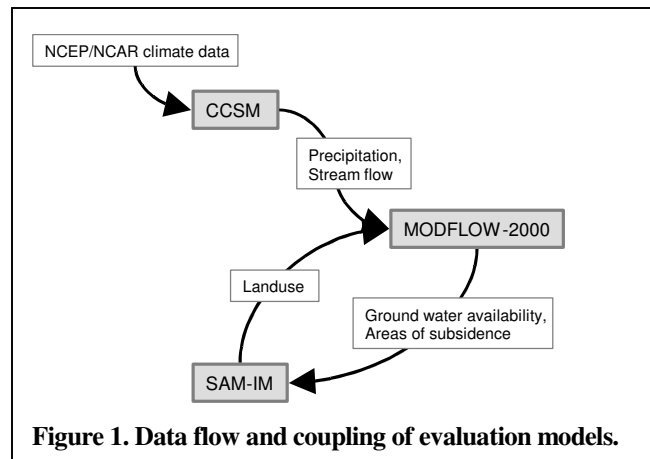 NCEP/NCAR climate data
CCSM
Precipitation,
Stream flow
MODFLOW-2000
Landuse
Ground water availability,
Areas of subsidence
SAM-IM
Figure 1. Data flow and coupling of evaluation models.